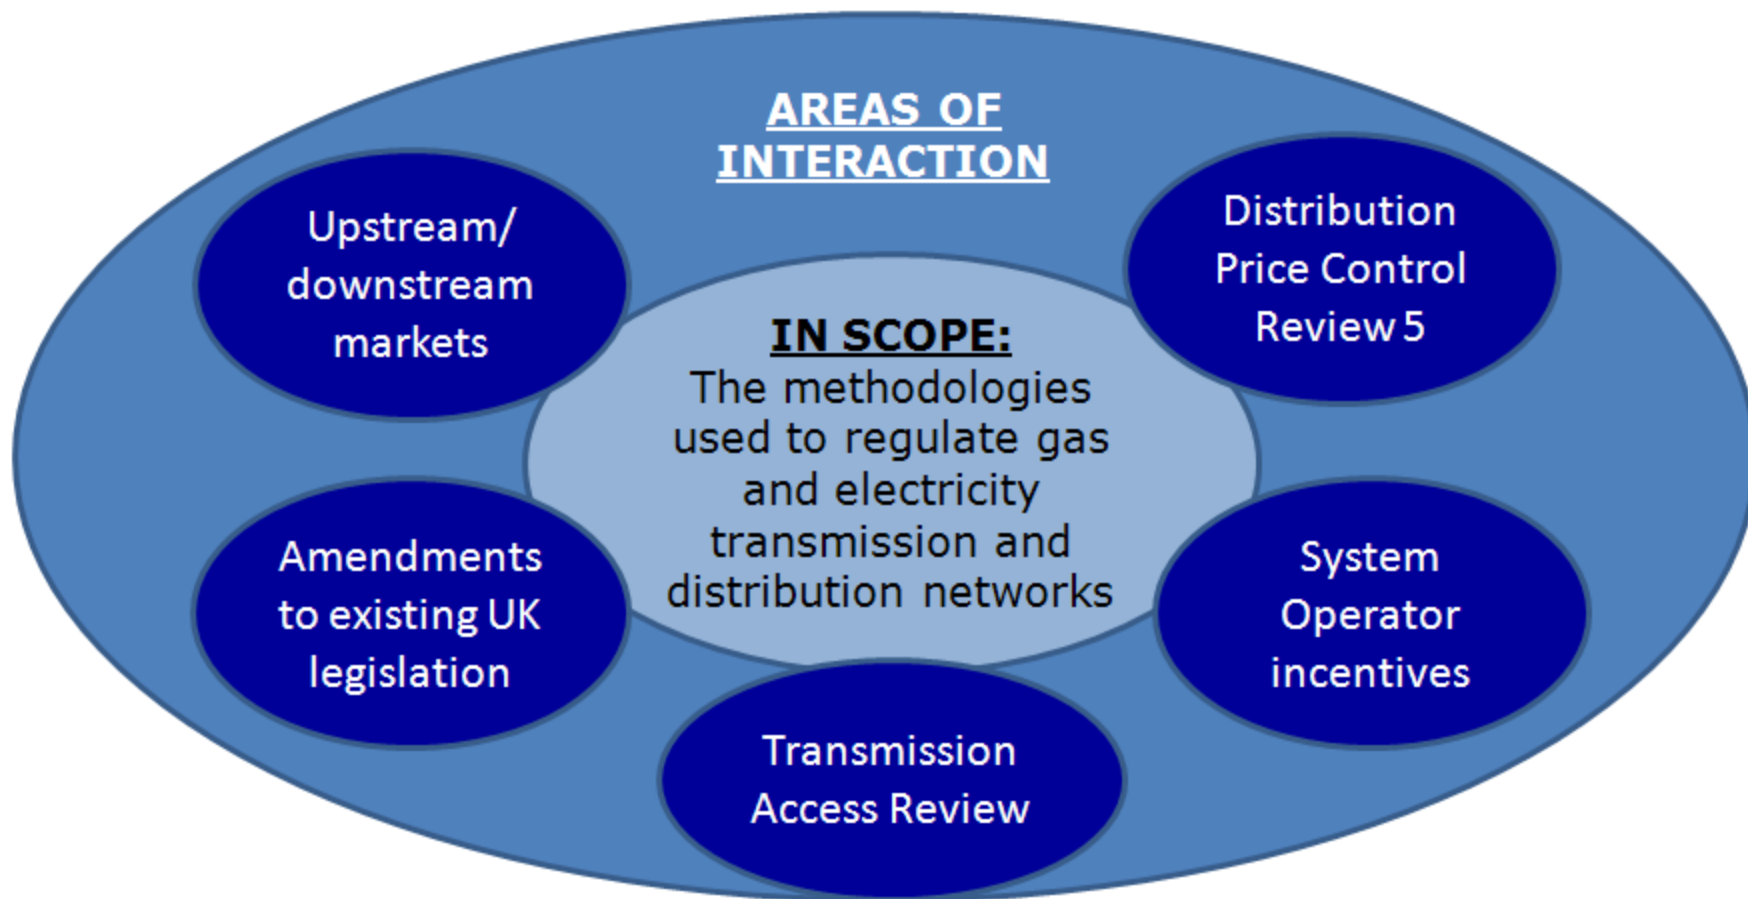 AREAS OF
INTERACTION
Upstream/
downstream
markets
Distribution
Price Control
Review 5
IN SCOPE:
The methodologies
used to regulate gas
and electricity
transmission and
distribution networks
Amendments
to existing UK
legislation
System
Operator
incentives
Transmission
Access Review